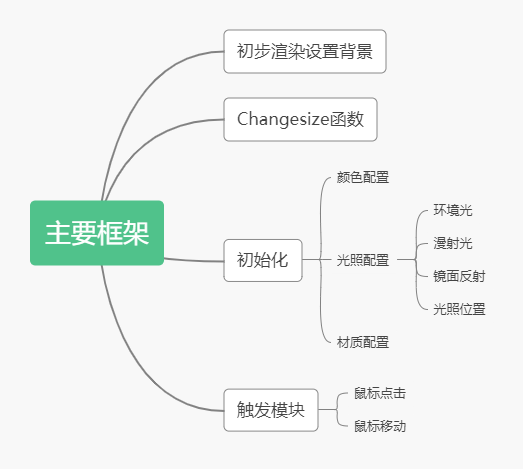 主要框架
初步渲染设置背景
Changesize函数
初始化
颜色配置
光照配置
环境光
漫射光
镜面反射
光照位置
材质配置
触发模块
鼠标点击
鼠标移动